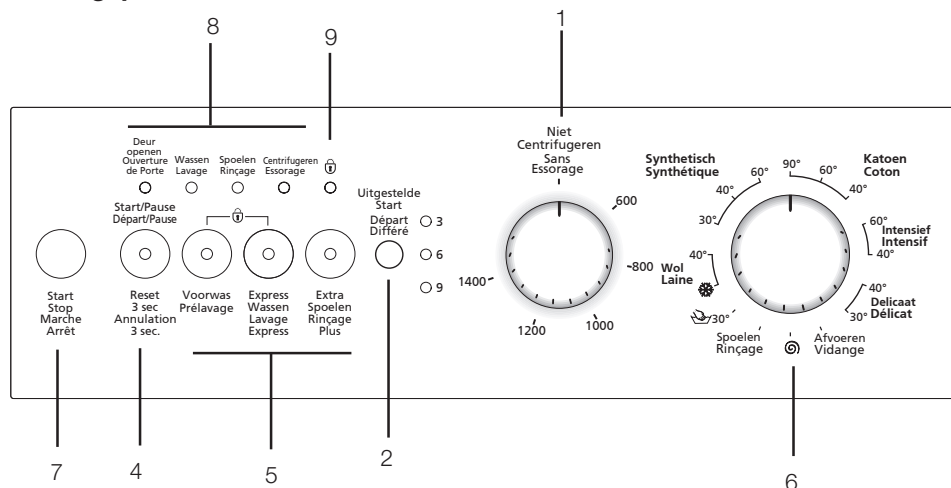 8
9
1
Deur
openen
Ouverture
de Porte
Wassen
Lavage
Spoelen
Rinçage
Centrifugeren
Essorage
Start/Pause
Départ/Pause
Uitgestelde
Start
Départ
Différé
3
6
9
Start
Stop
Marche
Arrêt
Reset
3 sec
Annulation
3 sec.
Voorwas
Prélavage
Express
Wassen
Lavage
Express
Extra
Spoelen
Rinçage
Plus
Niet
Centrifugeren
Sans
Essorage
600
800
1000
1200
1400
Synthetisch
Synthétique
60°
40°
30°
90°
60°
40°
Katoen
Coton
60°
40°
Intensief
Intensif
40°
30°
Delicaat
Délicat
Wol
Laine
40°
30°
Spoelen
Rinçage
Afvoeren
Vidange
7
4
5
2
6